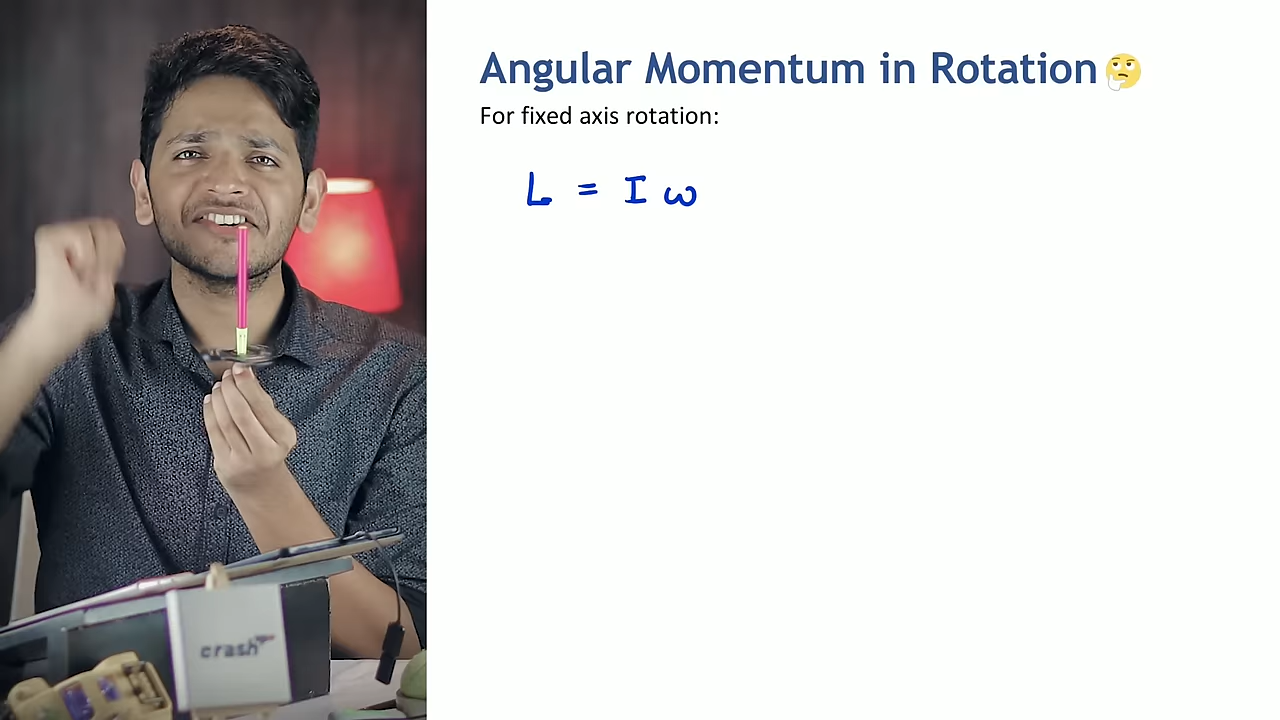 Angular Momentum in Rotation🤔
For fixed axis rotation:
L = I ω
crash